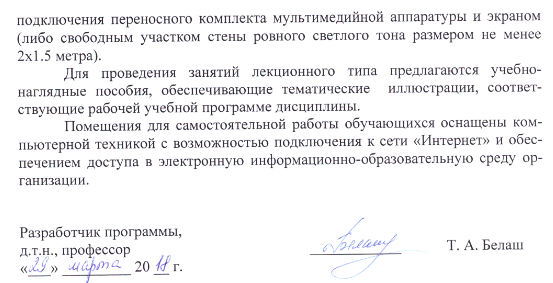 подключения переносного комплекта мультимедийной аппаратуры и экраном
(либо свободным участком стены ровного светлого тона размером не менее
2х1.5 метра).
Для проведения занятий лекционного типа предлагаются учебно-
наглядные пособия, обеспечивающие тематические иллюстрации, соответ-
ствующие рабочей учебной программе дисциплины.
Помещения для самостоятельной работы обучающихся оснащены ком-
пьютерной техникой с возможностью подключения к сети «Интернет» и обес-
печением доступа в электронную информационно-образовательную среду ор-
ганизации.
Разработчик программы,
д.т.н., профессор Белаш Т. А. Белаш
«29» марта 20 18 г.